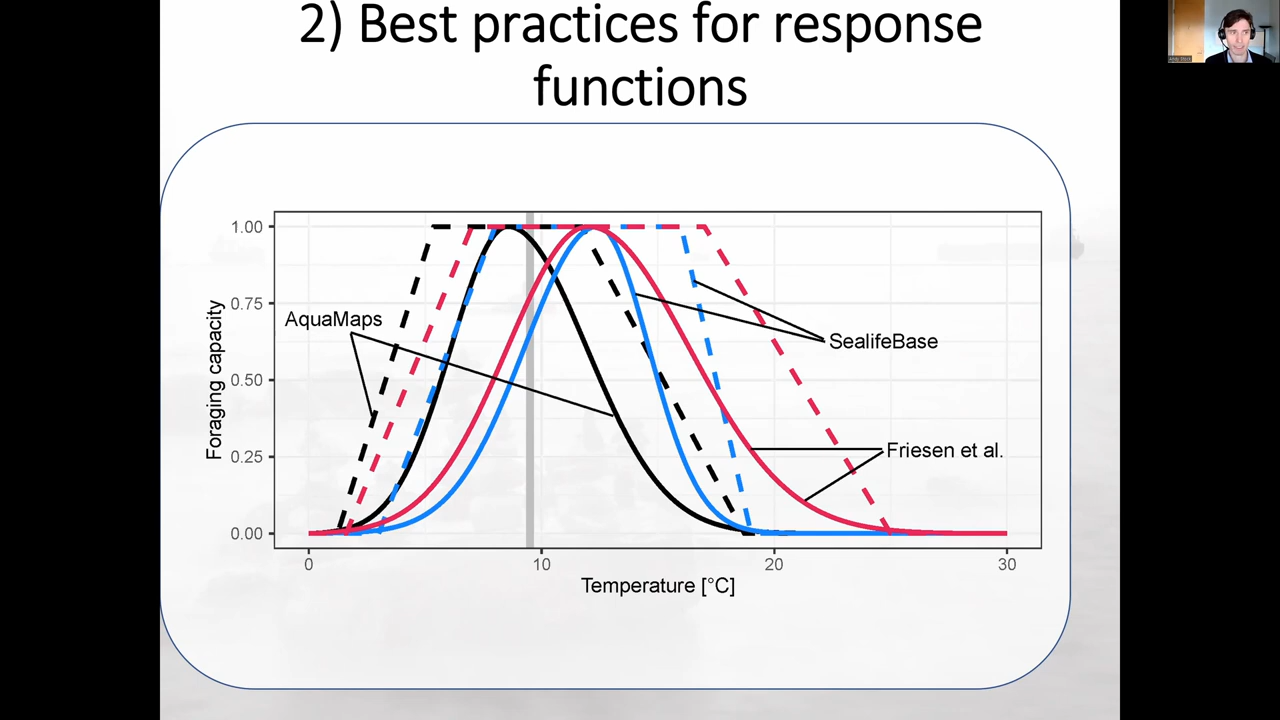 2) Best practices for response
functions
1.00
0.75
0.50
0.25
0.00
Foraging capacity
AquaMaps
SealifeBase
Friesen et al.
0
10
20
30
Temperature [°C]